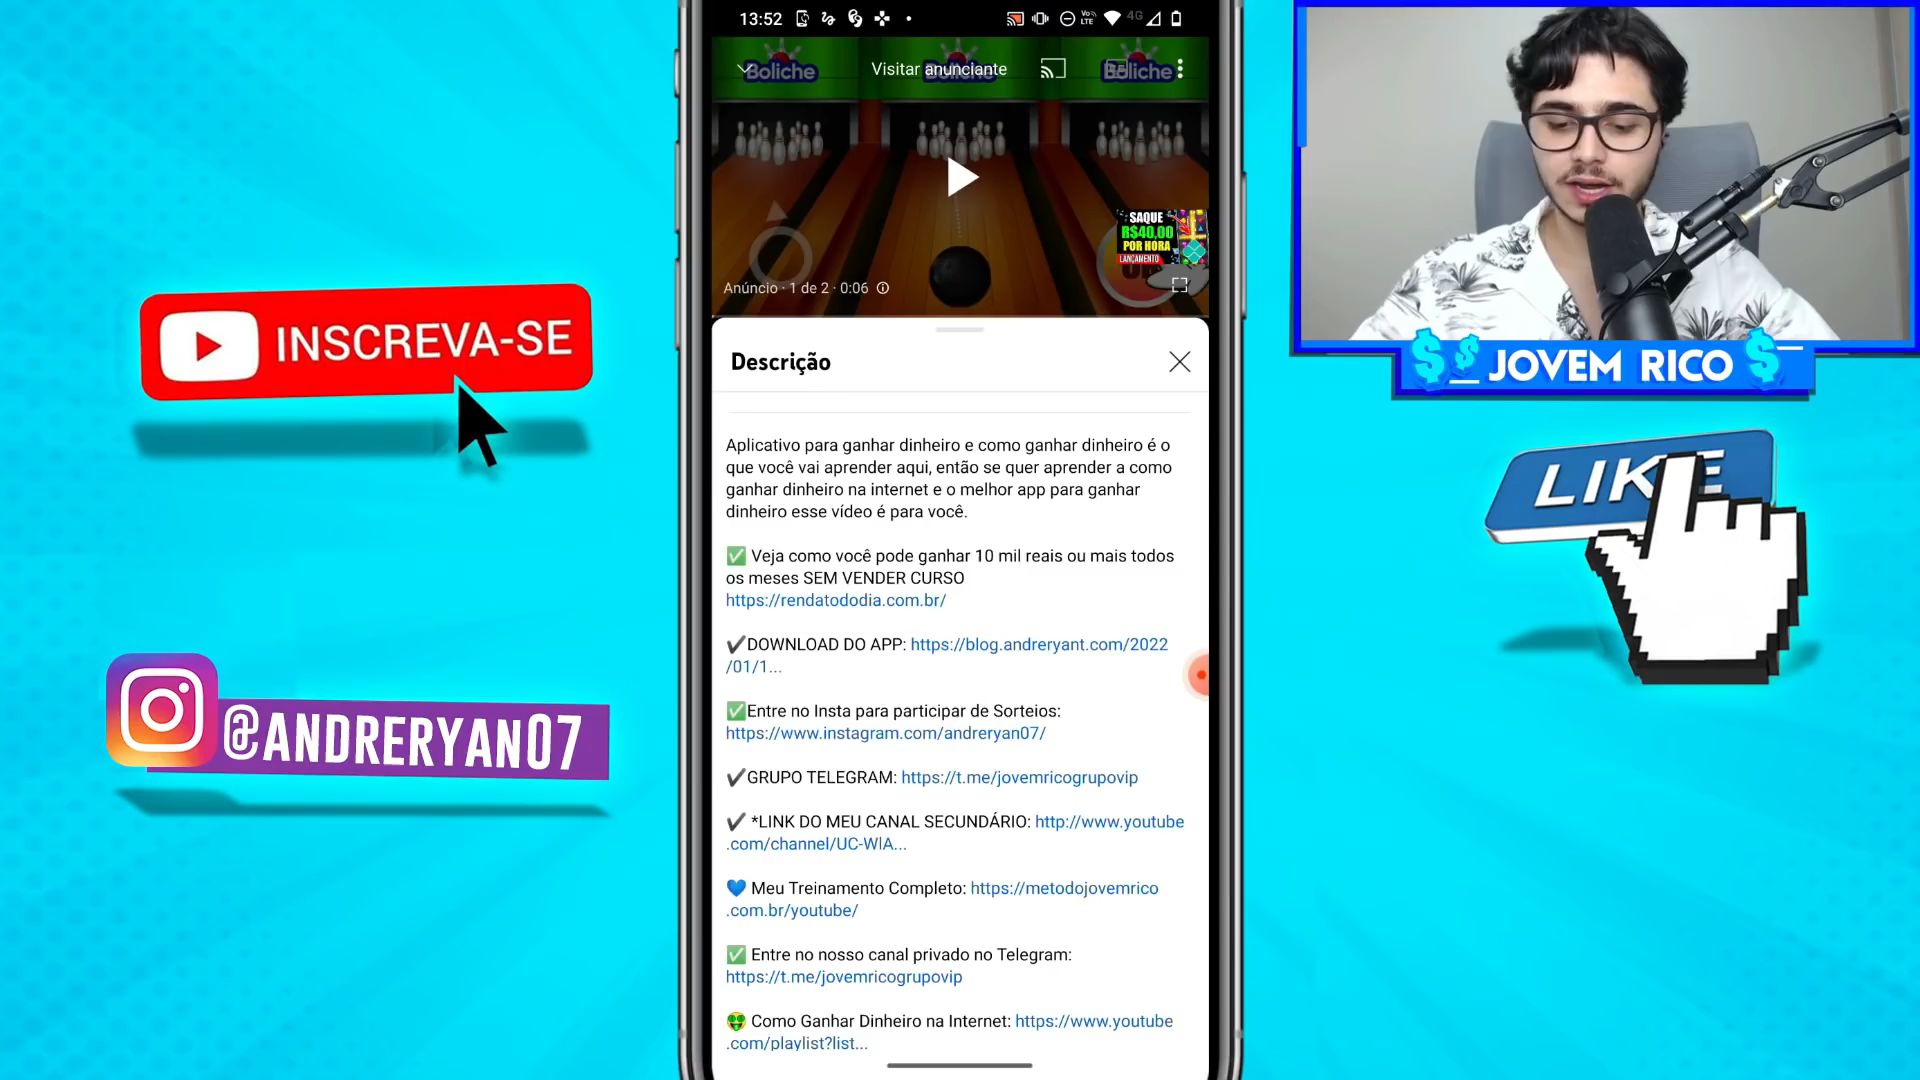 13:52
Vo))
LTE
4G
Boliche
Boliche
Visitar anunciante
SAQUE
R$40,00
POR HORA
LANÇAMENTO
Anúncio · 1 de 2 · 0:06
Descrição
Aplicativo para ganhar dinheiro e como ganhar dinheiro é o
que você vai aprender aqui, então se quer aprender a como
ganhar dinheiro na internet e o melhor app para ganhar
dinheiro esse vídeo é para você.
✅ Veja como você pode ganhar 10 mil reais ou mais todos
os meses SEM VENDER CURSO
https://rendatododia.com.br/
✔DOWNLOAD DO APP: https://blog.andreryant.com/2022
/01/1...
✅Entre no Insta para participar de Sorteios:
https://www.instagram.com/andreryan07/
✔GRUPO TELEGRAM: https://t.me/jovemricogrupovip
✔ *LINK DO MEU CANAL SECUNDÁRIO: http://www.youtube
.com/channel/UC-WlA...
💙 Meu Treinamento Completo: https://metodojovemrico
.com.br/youtube/
✅ Entre no nosso canal privado no Telegram:
https://t.me/jovemricogrupovip
🤑 Como Ganhar Dinheiro na Internet: https://www.youtube
.com/playlist?list...
INSCREVA-SE
@ANDRERYAN07
$ $ JOVEM RICO $
LIKE